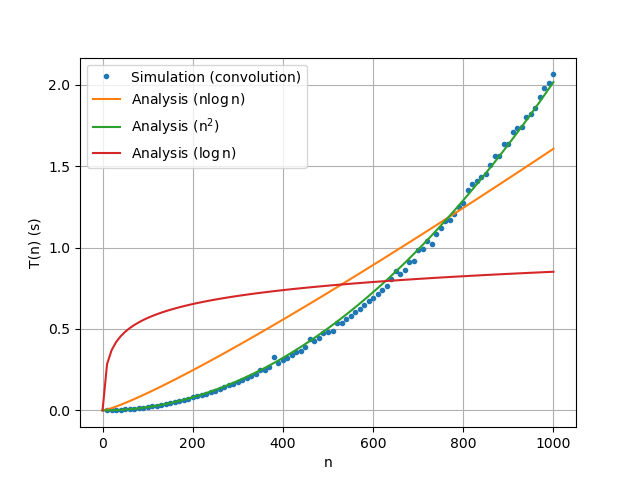 Simulation (convolution)
Analysis (nlog n)
Analysis (n²)
Analysis (log n)
2.0
1.5
1.0
0.5
0.0
T(n) (s)
0 200 400 600 800 1000
n